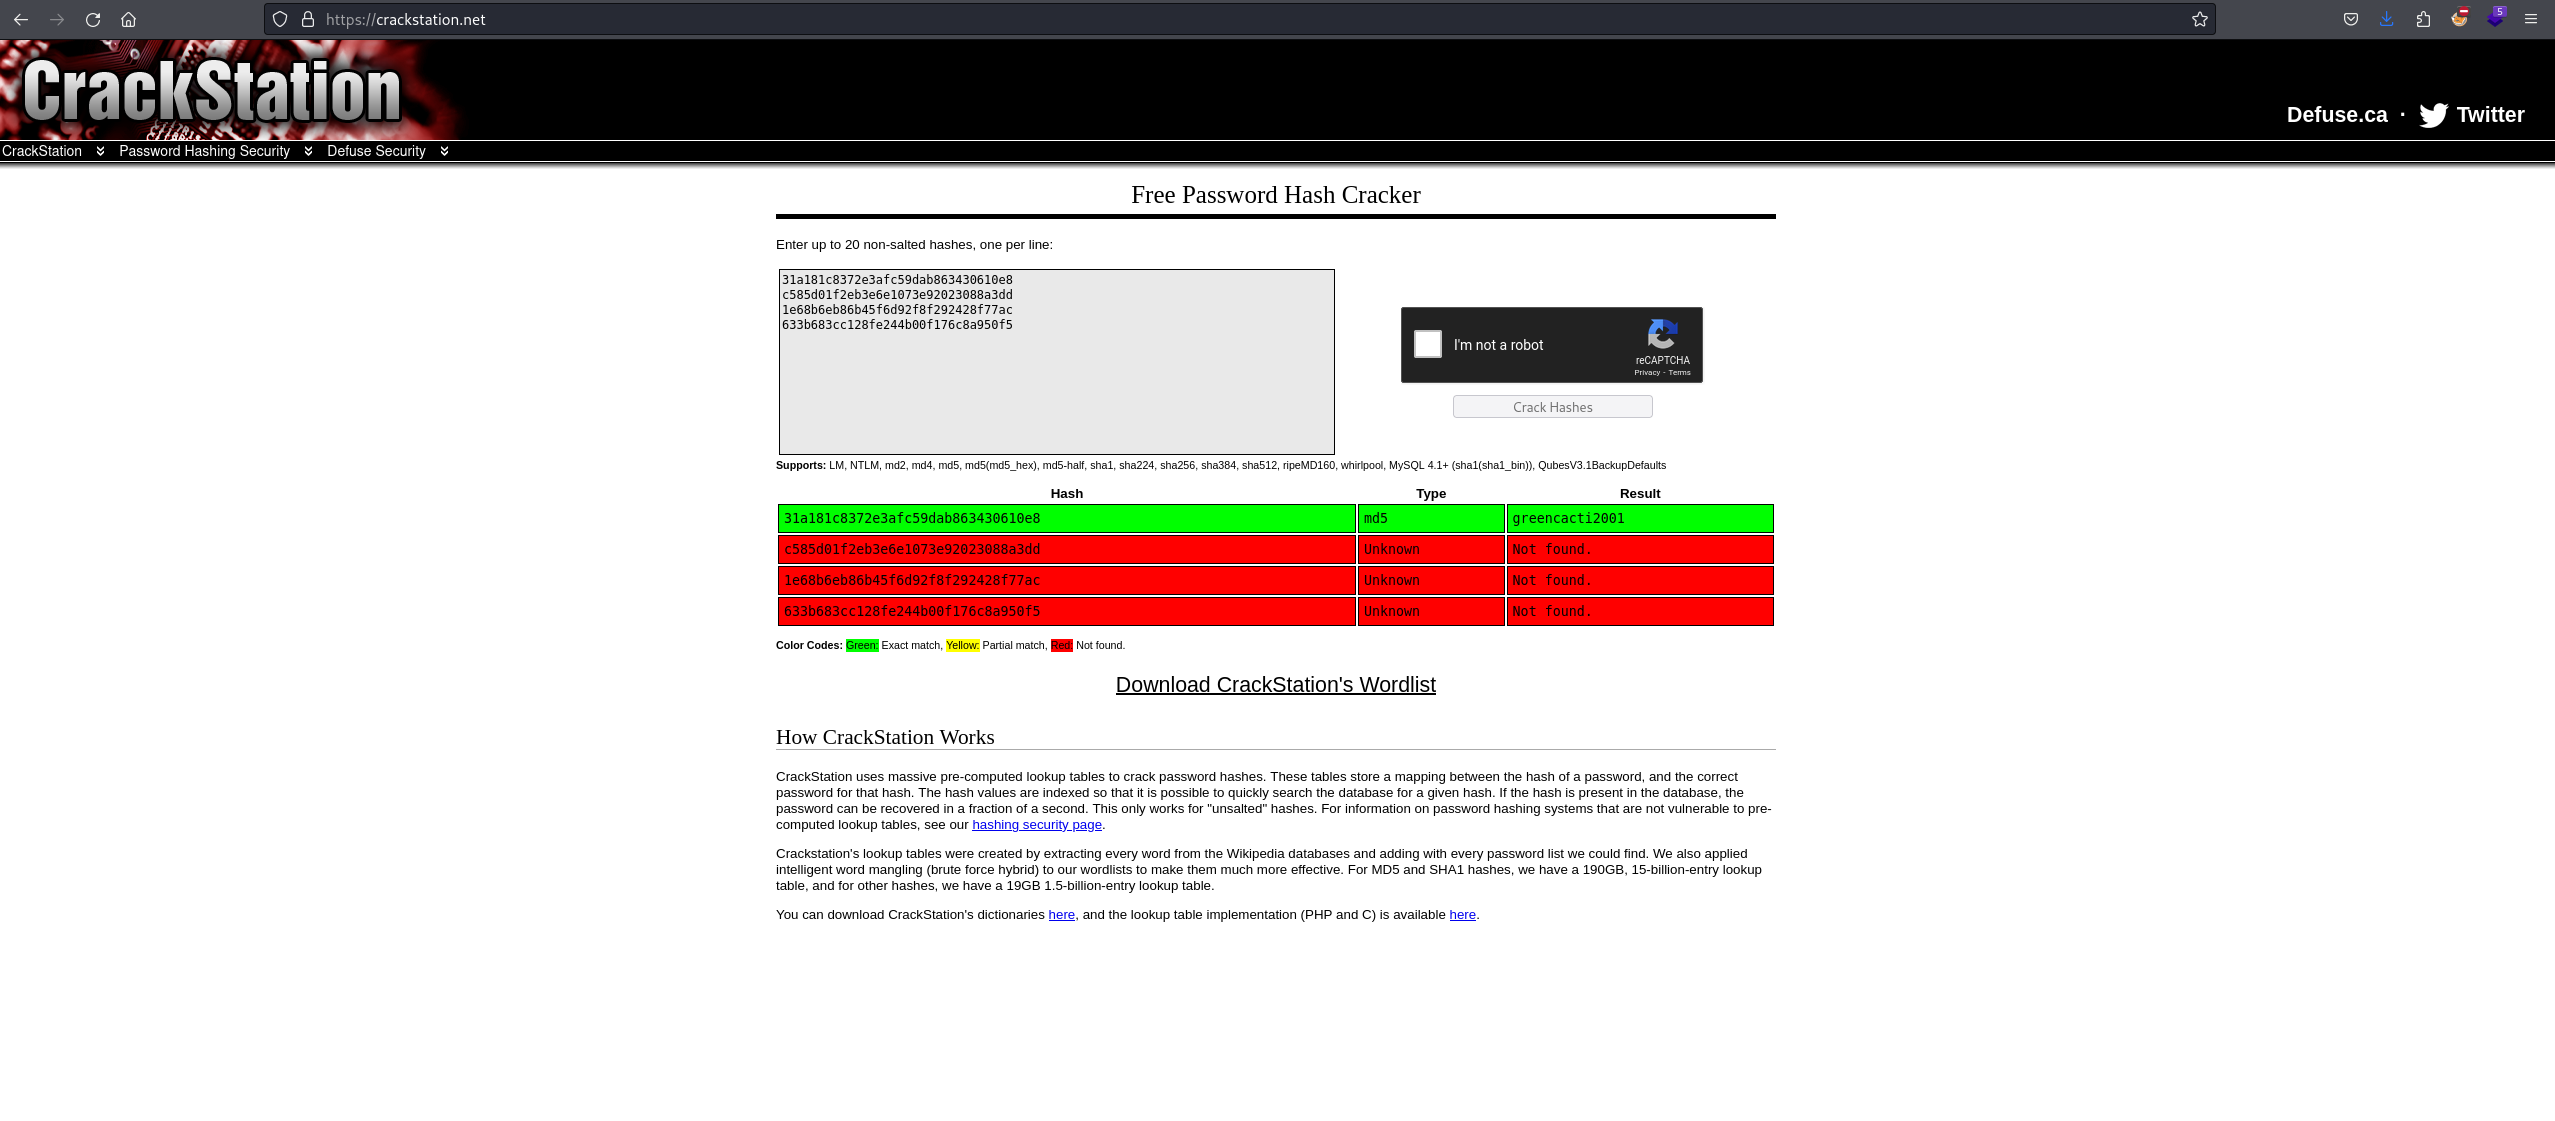 https://crackstation.net
5
CrackStation
Defuse.ca · Twitter
CrackStation Password Hashing Security Defuse Security
Free Password Hash Cracker
Enter up to 20 non-salted hashes, one per line:
31a181c8372e3afc59dab863430610e8
c585d01f2eb3e6e1073e92023088a3dd
1e68b6eb86b45f6d92f8f292428f77ac
633b683cc128fe244b00f176c8a950f5
I'm not a robot
reCAPTCHA
Privacy - Terms
Crack Hashes
Supports: LM, NTLM, md2, md4, md5, md5(md5_hex), md5-half, sha1, sha224, sha256, sha384, sha512, ripeMD160, whirlpool, MySQL 4.1+ (sha1(sha1_bin)), QubesV3.1BackupDefaults
Hash Type Result
31a181c8372e3afc59dab863430610e8 md5 greencacti2001
c585d01f2eb3e6e1073e92023088a3dd Unknown Not found.
1e68b6eb86b45f6d92f8f292428f77ac Unknown Not found.
633b683cc128fe244b00f176c8a950f5 Unknown Not found.
Color Codes: Green: Exact match, Yellow: Partial match, Red: Not found.
Download CrackStation's Wordlist
How CrackStation Works
CrackStation uses massive pre-computed lookup tables to crack password hashes. These tables store a mapping between the hash of a password, and the correct
password for that hash. The hash values are indexed so that it is possible to quickly search the database for a given hash. If the hash is present in the database, the
password can be recovered in a fraction of a second. This only works for "unsalted" hashes. For information on password hashing systems that are not vulnerable to pre-
computed lookup tables, see our hashing security page.
Crackstation's lookup tables were created by extracting every word from the Wikipedia databases and adding with every password list we could find. We also applied
intelligent word mangling (brute force hybrid) to our wordlists to make them much more effective. For MD5 and SHA1 hashes, we have a 190GB, 15-billion-entry lookup
table, and for other hashes, we have a 19GB 1.5-billion-entry lookup table.
You can download CrackStation's dictionaries here, and the lookup table implementation (PHP and C) is available here.